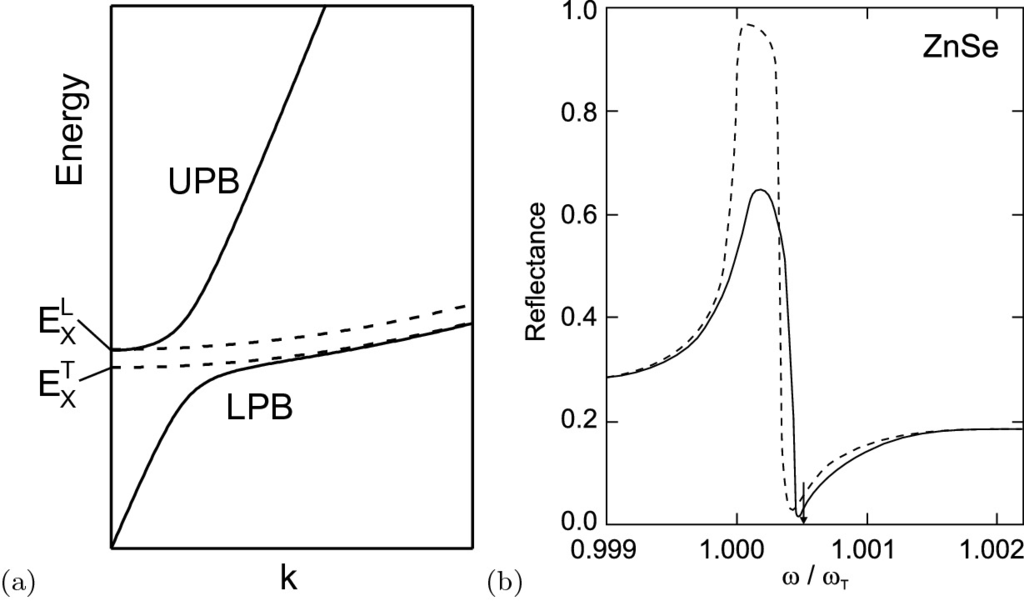 Energy
UPB
E_X^L
E_X^T
LPB
(a)
k
1.0
0.8
0.6
0.4
0.2
0.0
Reflectance
ZnSe
0.999
1.000
1.001
1.002
(b)
ω / ω_T